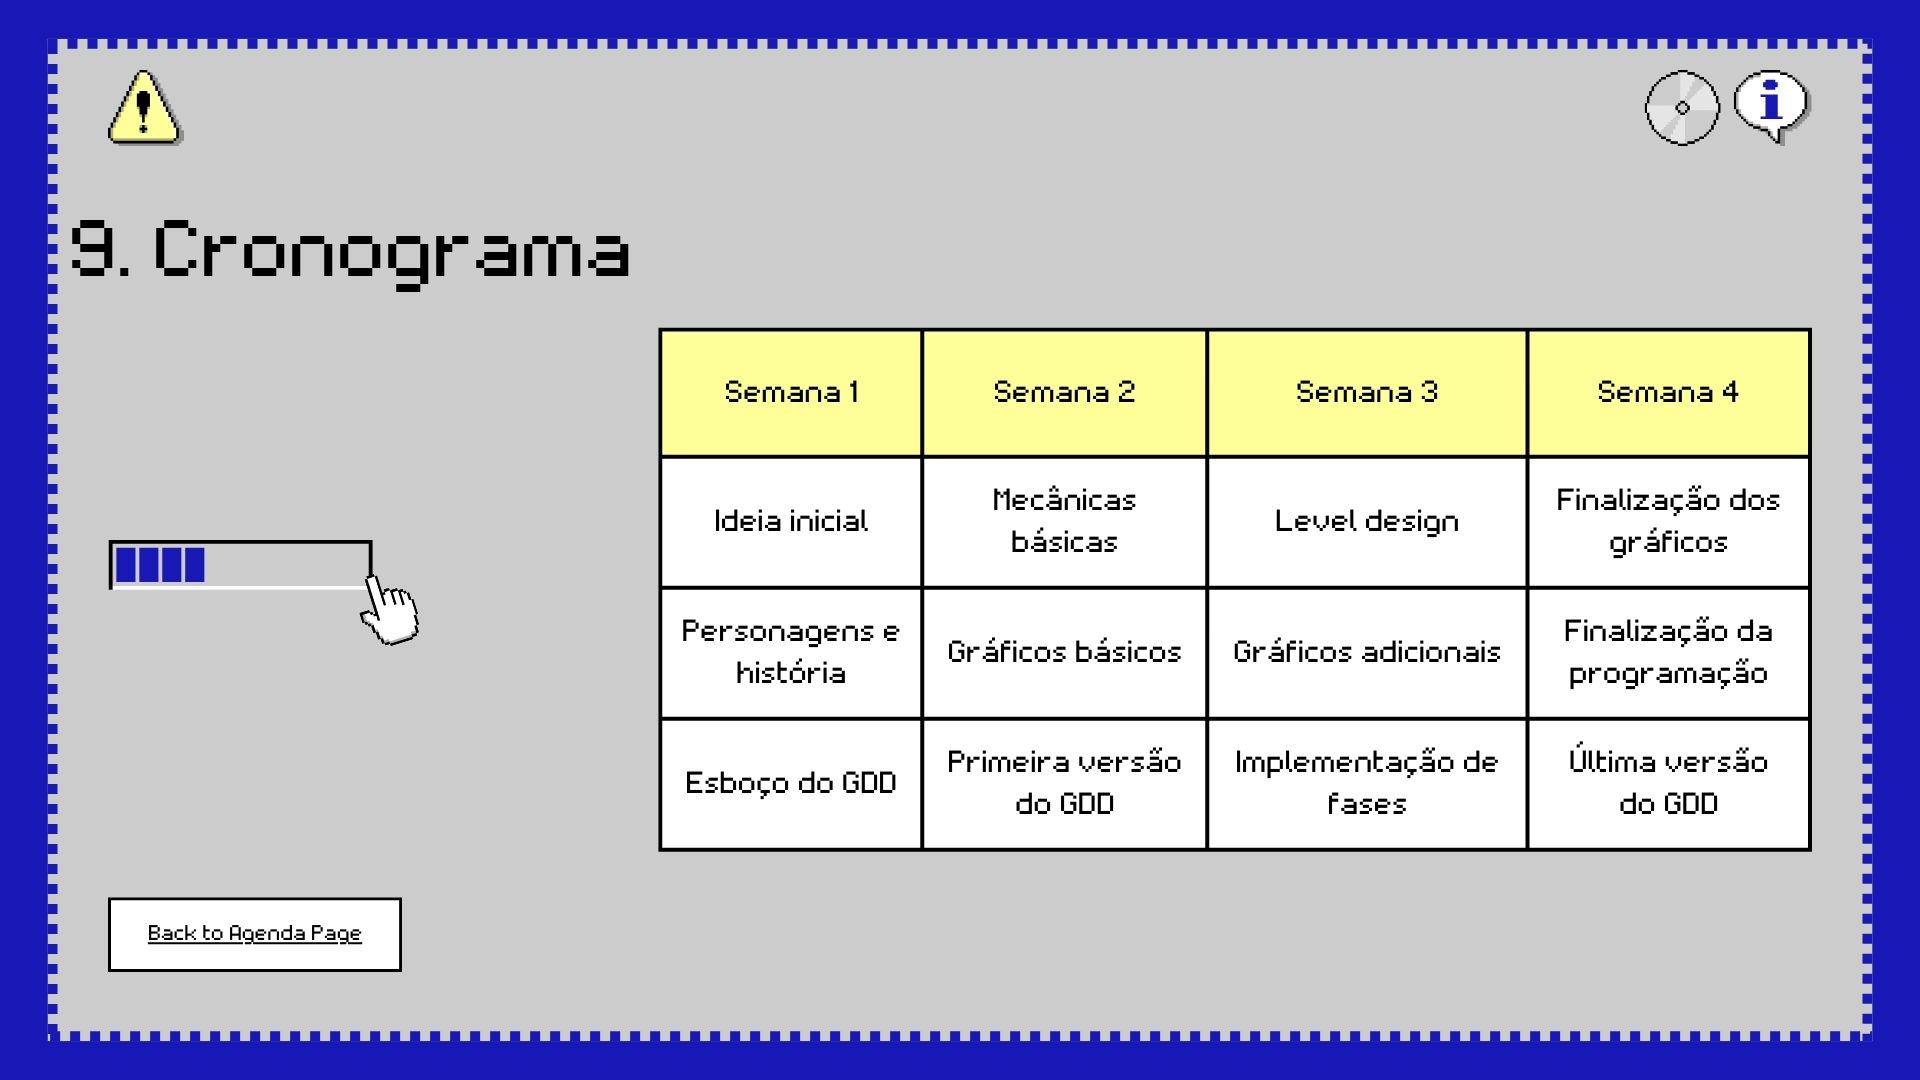 9. Cronograma
Semana 1
Semana 2
Semana 3
Semana 4
Ideia inicial
Mecânicas
básicas
Level design
Finalização dos
gráficos
Personagens e
história
Gráficos básicos
Gráficos adicionais
Finalização da
programação
Esboço do GDD
Primeira versão
do GDD
Implementação de
fases
Última versão
do GDD
Back to Agenda Page